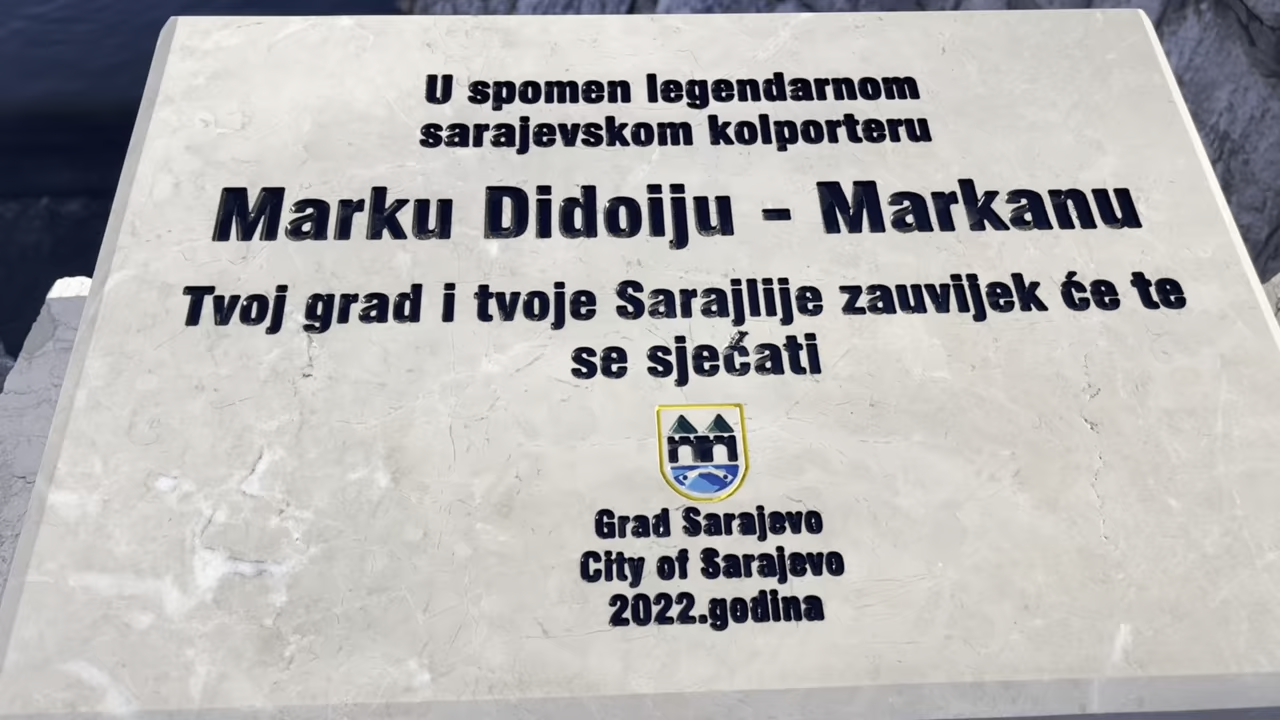 U spomen legendarnom
sarajevskom kolporteru
Marku Didoiju - Markanu
Tvoj grad i tvoje Sarajlije zauvijek će te
se sjećati
Grad Sarajevo
City of Sarajevo
2022.godina